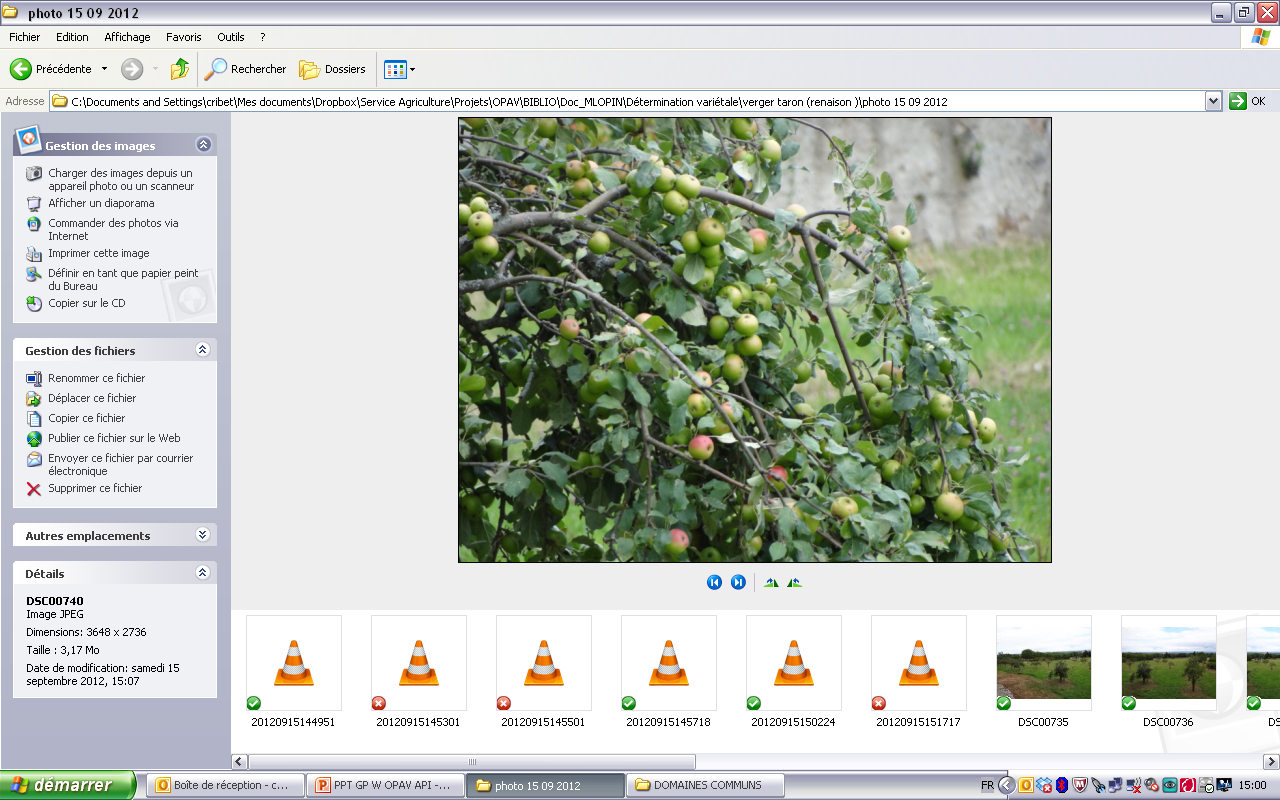 photo 15 09 2012
Fichier Edition Affichage Favoris Outils ?
Précédente Rechercher Dossiers
Adresse C:\Documents and Settings\cribet\Mes documents\Dropbox\Service Agriculture\Projets\OPAV\BIBLIO\Doc_MLOPIN\Détermination variétale\verger taron (renaison )\photo 15 09 2012 OK
Gestion des images
Charger des images depuis un
appareil photo ou un scanneur
Afficher un diaporama
Commander des photos via
Internet
Imprimer cette image
Définir en tant que papier peint
du Bureau
Copier sur le CD
Gestion des fichiers
Renommer ce fichier
Déplacer ce fichier
Copier ce fichier
Publier ce fichier sur le Web
Envoyer ce fichier par courrier
électronique
Supprimer ce fichier
Autres emplacements
Détails
DSC00740
Image JPEG
Dimensions: 3648 x 2736
Taille : 3,17 Mo
Date de modification: samedi 15
septembre 2012, 15:07
20120915144951 20120915145301 20120915145501 20120915145718 20120915150224 20120915151717 DSC00735 DSC00736 DS
démarrer Boîte de réception - c... PPT GP W OPAV API -... photo 15 09 2012 DOMAINES COMMUNS FR 15:00